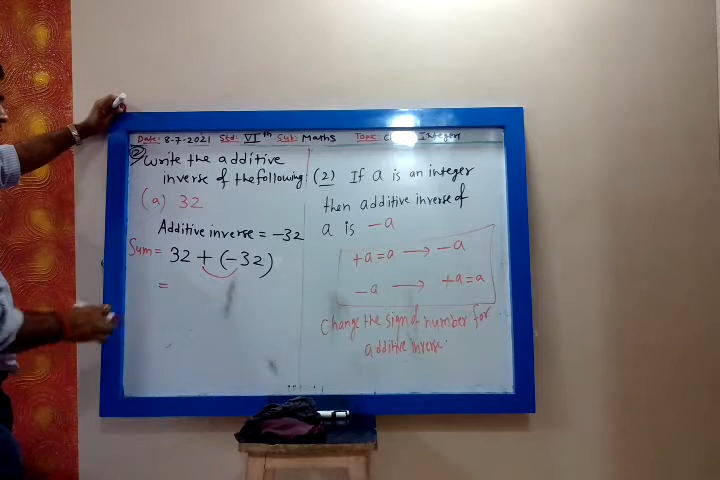 Date: 8-7-2021 Std: VIth Sub: Maths Topic Integers
(2) Write the additive
inverse of the following
(a) 32
Additive inverse = -32
Sum = 32 + (-32)
=
(2) If a is an integer
then additive inverse of
a is -a
+a = a → -a
-a → +a = a
Change the sign of number for
additive inverse.